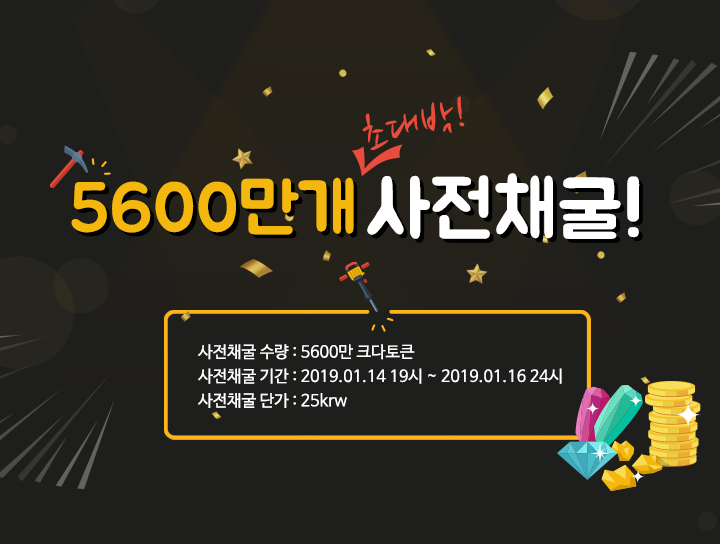 초대박!
5600만개 사전채굴!
사전채굴 수량 : 5600만 크다토큰
사전채굴 기간 : 2019.01.14 19시 ~ 2019.01.16 24시
사전채굴 단가 : 25krw